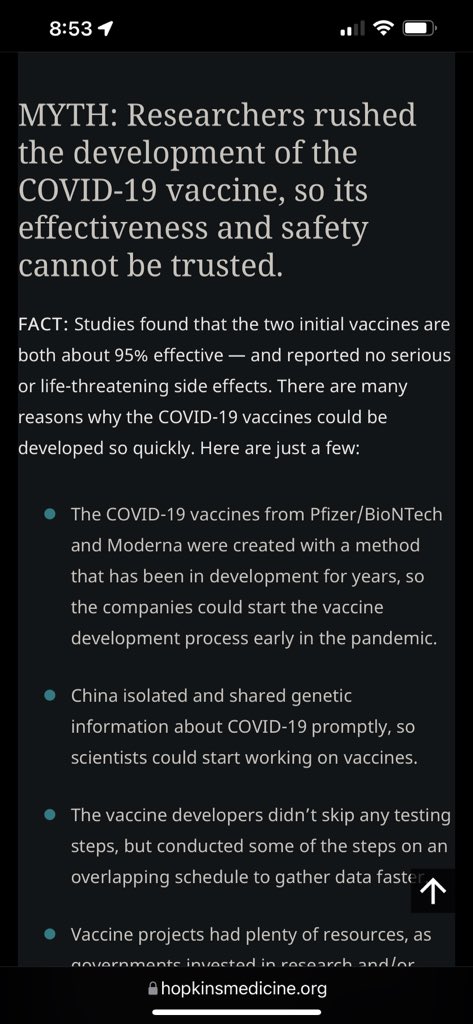 8:53
MYTH: Researchers rushed
the development of the
COVID-19 vaccine, so its
effectiveness and safety
cannot be trusted.
FACT: Studies found that the two initial vaccines are
both about 95% effective — and reported no serious
or life-threatening side effects. There are many
reasons why the COVID-19 vaccines could be
developed so quickly. Here are just a few:
The COVID-19 vaccines from Pfizer/BioNTech
and Moderna were created with a method
that has been in development for years, so
the companies could start the vaccine
development process early in the pandemic.
China isolated and shared genetic
information about COVID-19 promptly, so
scientists could start working on vaccines.
The vaccine developers didn’t skip any testing
steps, but conducted some of the steps on an
overlapping schedule to gather data faster.
Vaccine projects had plenty of resources, as
governments invested in research and/or
hopkinsmedicine.org